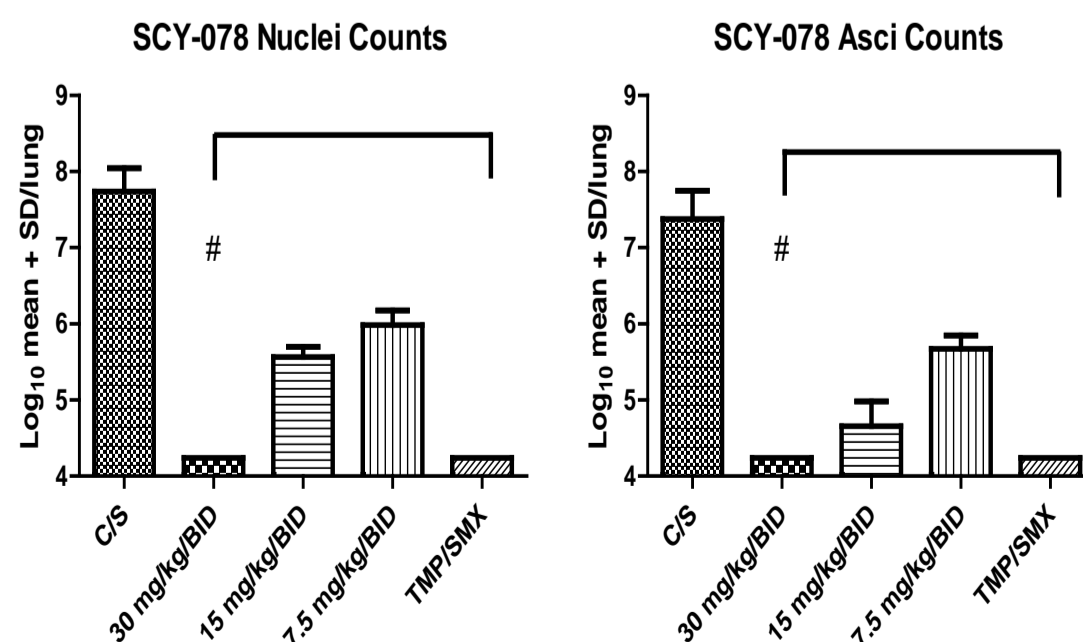 SCY-078 Nuclei Counts
Log10 mean + SD/lung
9
8
7
6
5
4
#
C/S
30 mg/kg/BID
15 mg/kg/BID
7.5 mg/kg/BID
TMP/SMX
SCY-078 Asci Counts
Log10 mean + SD/lung
9
8
7
6
5
4
#
C/S
30 mg/kg/BID
15 mg/kg/BID
7.5 mg/kg/BID
TMP/SMX